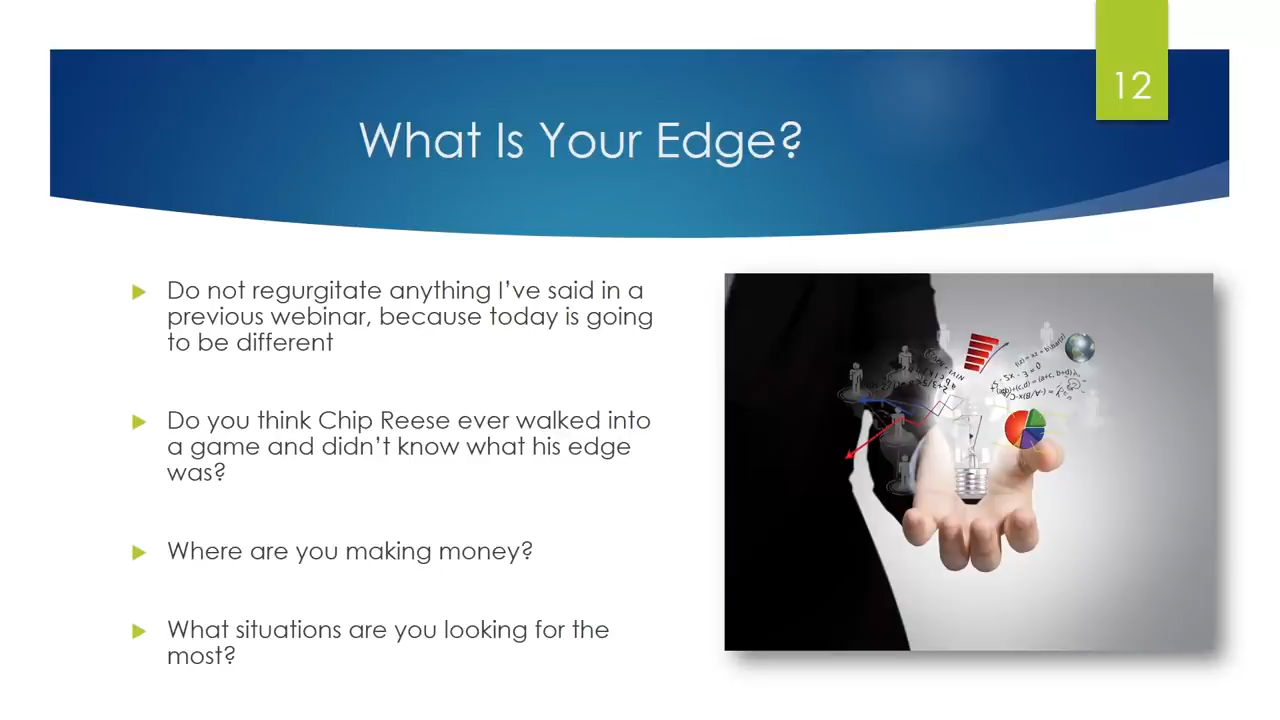 12
What Is Your Edge?
Do not regurgitate anything I've said in a
previous webinar, because today is going
to be different
Do you think Chip Reese ever walked into
a game and didn't know what his edge
was?
Where are you making money?
What situations are you looking for the
most?